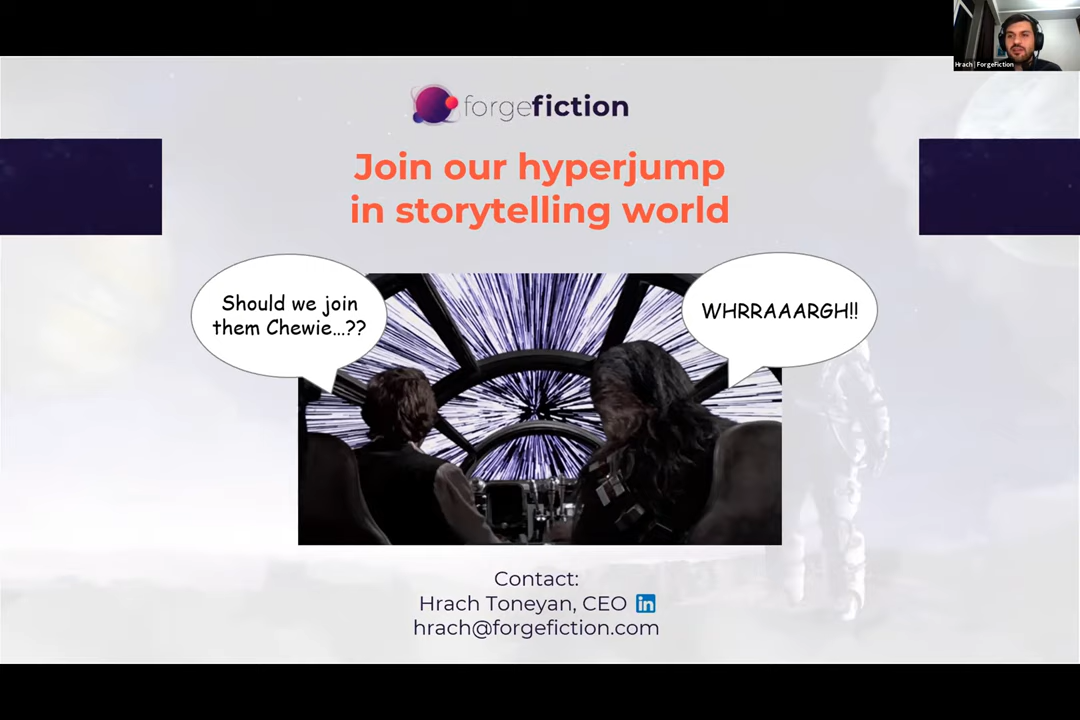 Hrach | ForgeFiction
forgefiction
Join our hyperjump
in storytelling world
Should we join
them Chewie...??
WHRRAAARGH!!
Contact:
Hrach Toneyan, CEO in
hrach@forgefiction.com